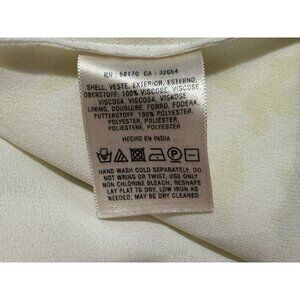 RN: 66170 CA: 32054
SHELL, VESTE, EXTERIOR, ESTERNO,
OBERSTOFF: 100% VISCOSE, VISCOSE,
VISCOSA, VISCOSA, VISKOSE
LINING, DOUBLURE, FORRO, FODERA,
FUTTERSTOFF: 100% POLYESTER,
POLYESTER, POLIÉSTER,
POLIESTERE, POLYESTER
HECHO EN INDIA
P
HAND WASH COLD SEPARATELY, DO
NOT WRING OR TWIST, USE ONLY
NON CHLORINE BLEACH, RESHAPE
LAY FLAT TO DRY, LOW IRON AS
NEEDED, MAY BE DRY CLEANED